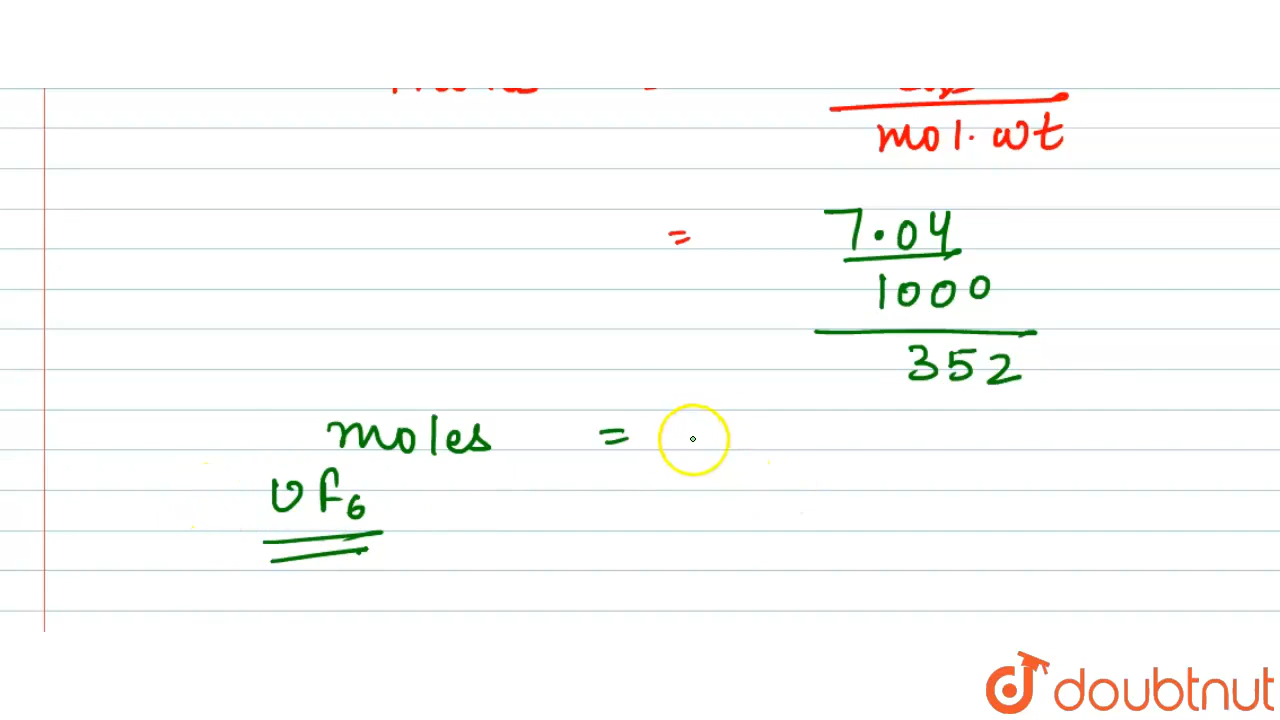 =
mol. wt
= 7.04
1000
352
moles =
UF6
doubtnut